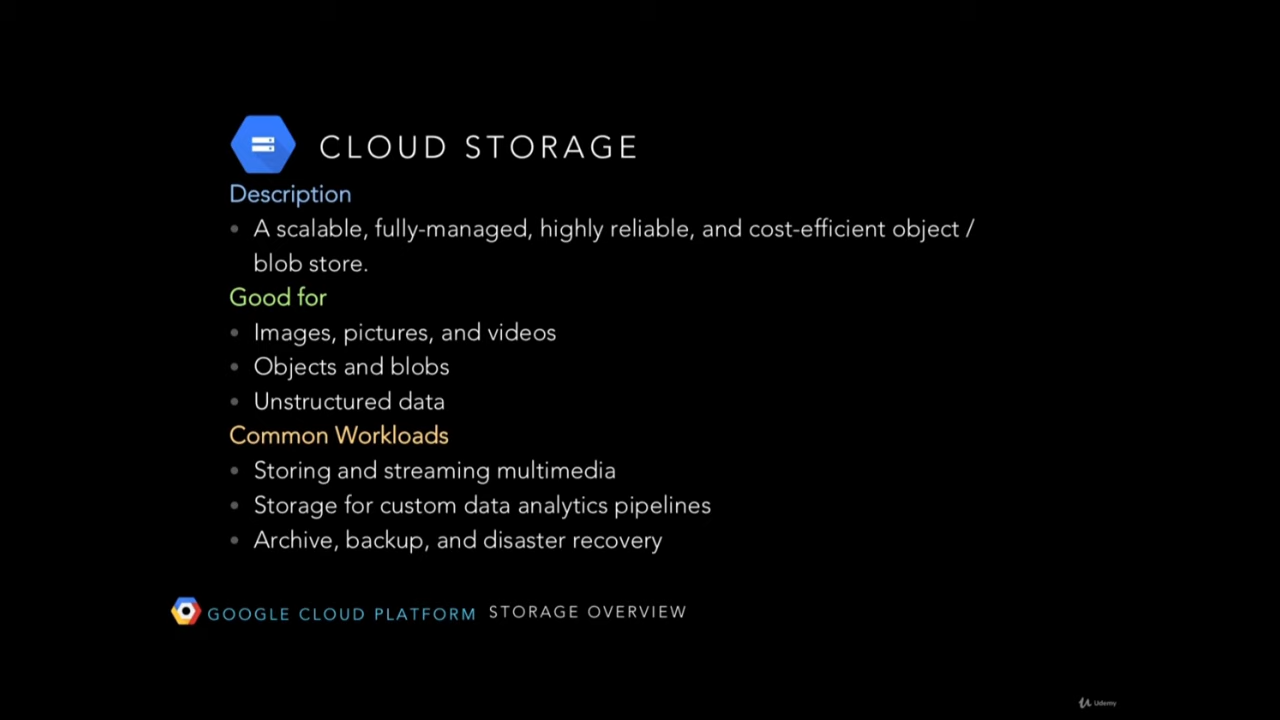 CLOUD STORAGE
Description
• A scalable, fully-managed, highly reliable, and cost-efficient object /
blob store.
Good for
• Images, pictures, and videos
• Objects and blobs
• Unstructured data
Common Workloads
• Storing and streaming multimedia
• Storage for custom data analytics pipelines
• Archive, backup, and disaster recovery
GOOGLE CLOUD PLATFORM STORAGE OVERVIEW
Udemy